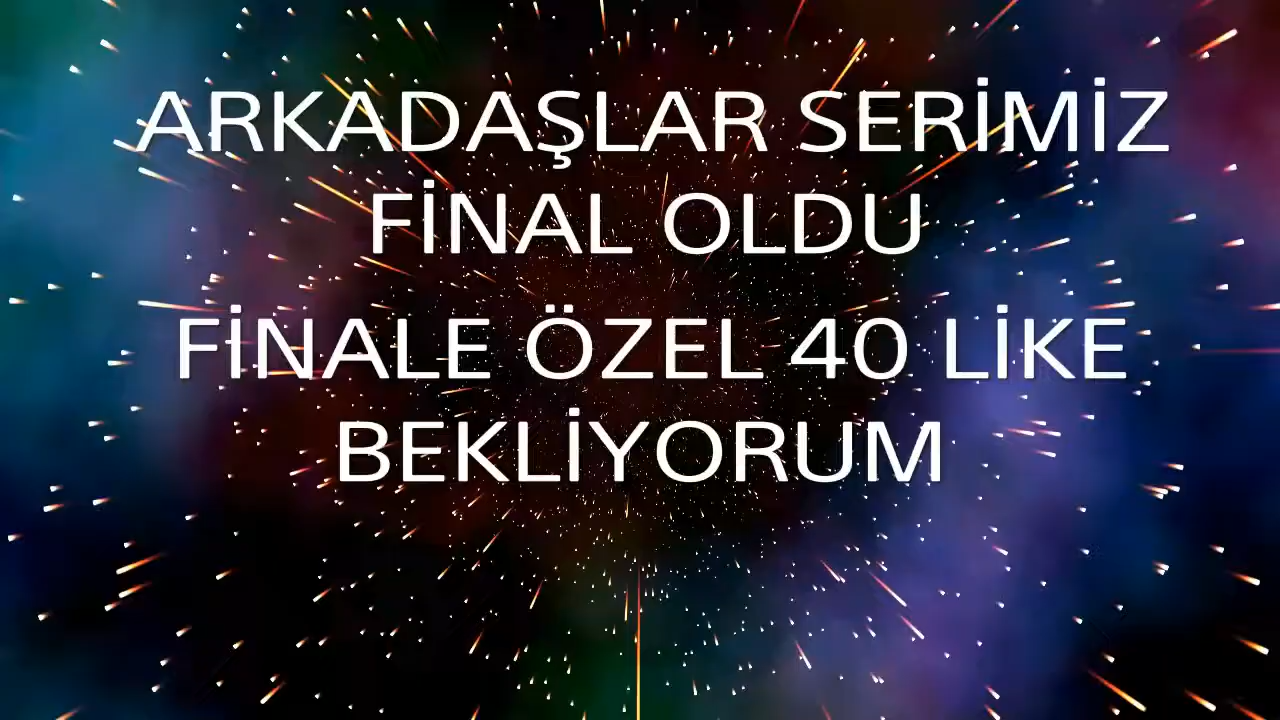 ARKADAŞLAR SERİMİZ
FİNAL OLDU
FİNALE ÖZEL 40 LİKE
BEKLİYORUM